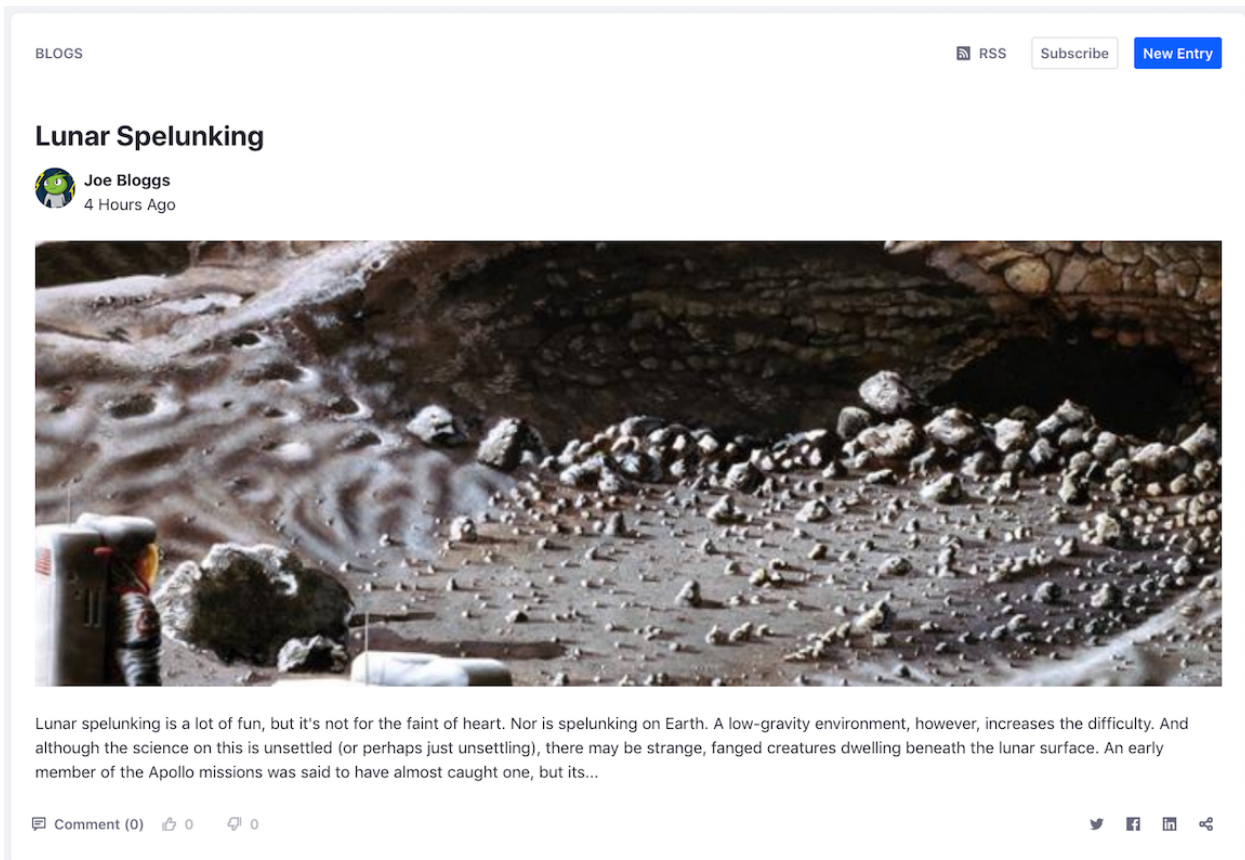 BLOGS
RSS
Subscribe
New Entry
Lunar Spelunking
Joe Bloggs
4 Hours Ago
Lunar spelunking is a lot of fun, but it's not for the faint of heart. Nor is spelunking on Earth. A low-gravity environment, however, increases the difficulty. And
although the science on this is unsettled (or perhaps just unsettling), there may be strange, fanged creatures dwelling beneath the lunar surface. An early
member of the Apollo missions was said to have almost caught one, but its...
Comment (0)
0
0